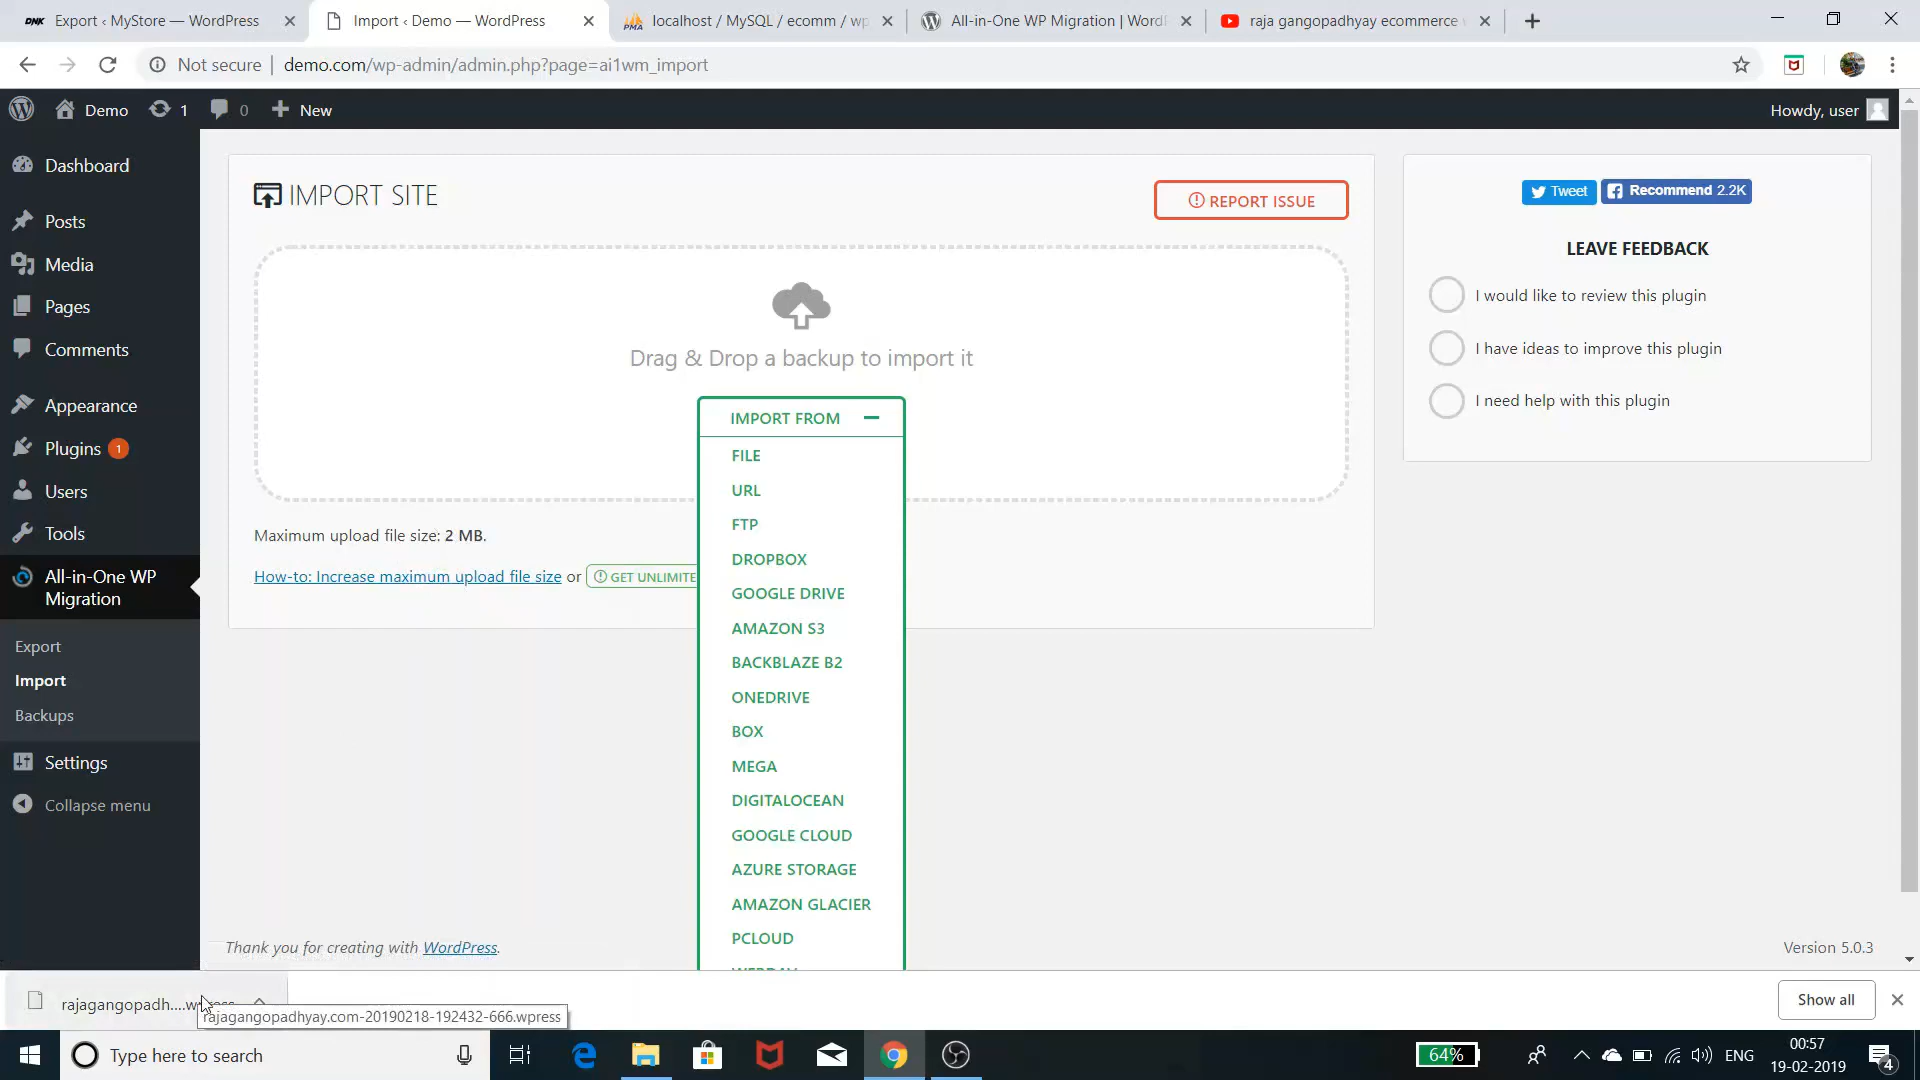 DNK Export ‹ MyStore — WordPress
Import ‹ Demo — WordPress
PMA localhost / MySQL / ecomm / wp
All-in-One WP Migration | Word
raja gangopadhyay ecommerce
Not secure | demo.com/wp-admin/admin.php?page=ai1wm_import
Demo 1 0 New
Howdy, user
Dashboard
Posts
Media
Pages
Comments
Appearance
Plugins 1
Users
Tools
All-in-One WP
Migration
Export
Import
Backups
Settings
Collapse menu
IMPORT SITE
REPORT ISSUE
Drag & Drop a backup to import it
IMPORT FROM
FILE
URL
FTP
DROPBOX
GOOGLE DRIVE
AMAZON S3
BACKBLAZE B2
ONEDRIVE
BOX
MEGA
DIGITALOCEAN
GOOGLE CLOUD
AZURE STORAGE
AMAZON GLACIER
PCLOUD
Maximum upload file size: 2 MB.
How-to: Increase maximum upload file size or GET UNLIMITE
Tweet
Recommend 2.2K
LEAVE FEEDBACK
I would like to review this plugin
I have ideas to improve this plugin
I need help with this plugin
Thank you for creating with WordPress.
Version 5.0.3
rajagangopadh....wpress
rajagangopadhyay.com-20190218-192432-666.wpress
Show all
Type here to search
64%
ENG
00:57
19-02-2019
4